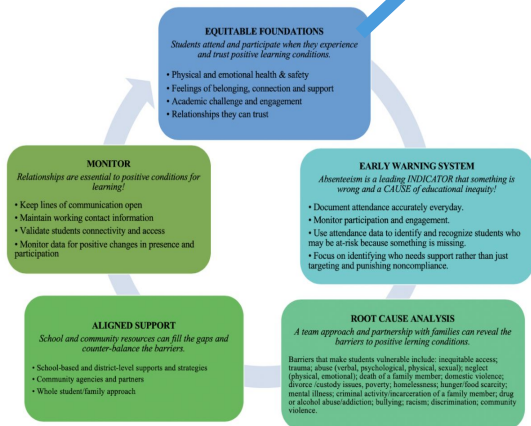 EQUITABLE FOUNDATIONS
Students attend and participate when they experience
and trust positive learning conditions.
• Physical and emotional health & safety
• Feelings of belonging, connection and support
• Academic challenge and engagement
• Relationships they can trust
EARLY WARNING SYSTEM
Absenteeism is a leading INDICATOR that something is
wrong and a CAUSE of educational inequity!
• Document attendance accurately everyday.
• Monitor participation and engagement.
• Use attendance data to identify and recognize students who
may be at-risk because something is missing.
• Focus on identifying who needs support rather than just
targeting and punishing noncompliance.
ROOT CAUSE ANALYSIS
A team approach and partnership with families can reveal the
barriers to positive lerning conditions.
Barriers that make students vulnerable include: inequitable access;
trauma; abuse (verbal, psychological, physical, sexual); neglect
(physical, emotional); death of a family member; domestic violence;
divorce /custody issues, poverty; homelessness; hunger/food scarcity;
mental illness; criminal activity/incarceration of a family member; drug
or alcohol abuse/addiction; bullying; racism; discrimination; community
violence.
ALIGNED SUPPORT
School and community resources can fill the gaps and
counter-balance the barriers.
• School-based and district-level supports and strategies
• Community agencies and partners
• Whole student/family approach
MONITOR
Relationships are essential to positive conditions for
learning!
• Keep lines of communication open
• Maintain working contact information
• Validate students connectivity and access
• Monitor data for positive changes in presence and
participation